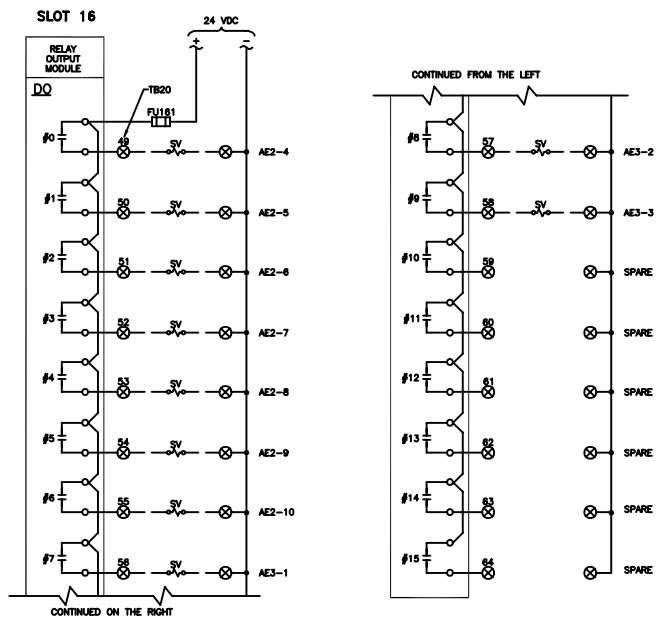 SLOT 16
24 VDC
+ –
RELAY
OUTPUT
MODULE
DO
TB20
FU161
#0 49 SV AE2-4
#1 50 SV AE2-5
#2 51 SV AE2-6
#3 52 SV AE2-7
#4 53 SV AE2-8
#5 54 SV AE2-9
#6 55 SV AE2-10
#7 56 SV AE3-1
CONTINUED ON THE RIGHT
CONTINUED FROM THE LEFT
#8 57 SV AE3-2
#9 58 SV AE3-3
#10 59 SPARE
#11 60 SPARE
#12 61 SPARE
#13 62 SPARE
#14 63 SPARE
#15 64 SPARE